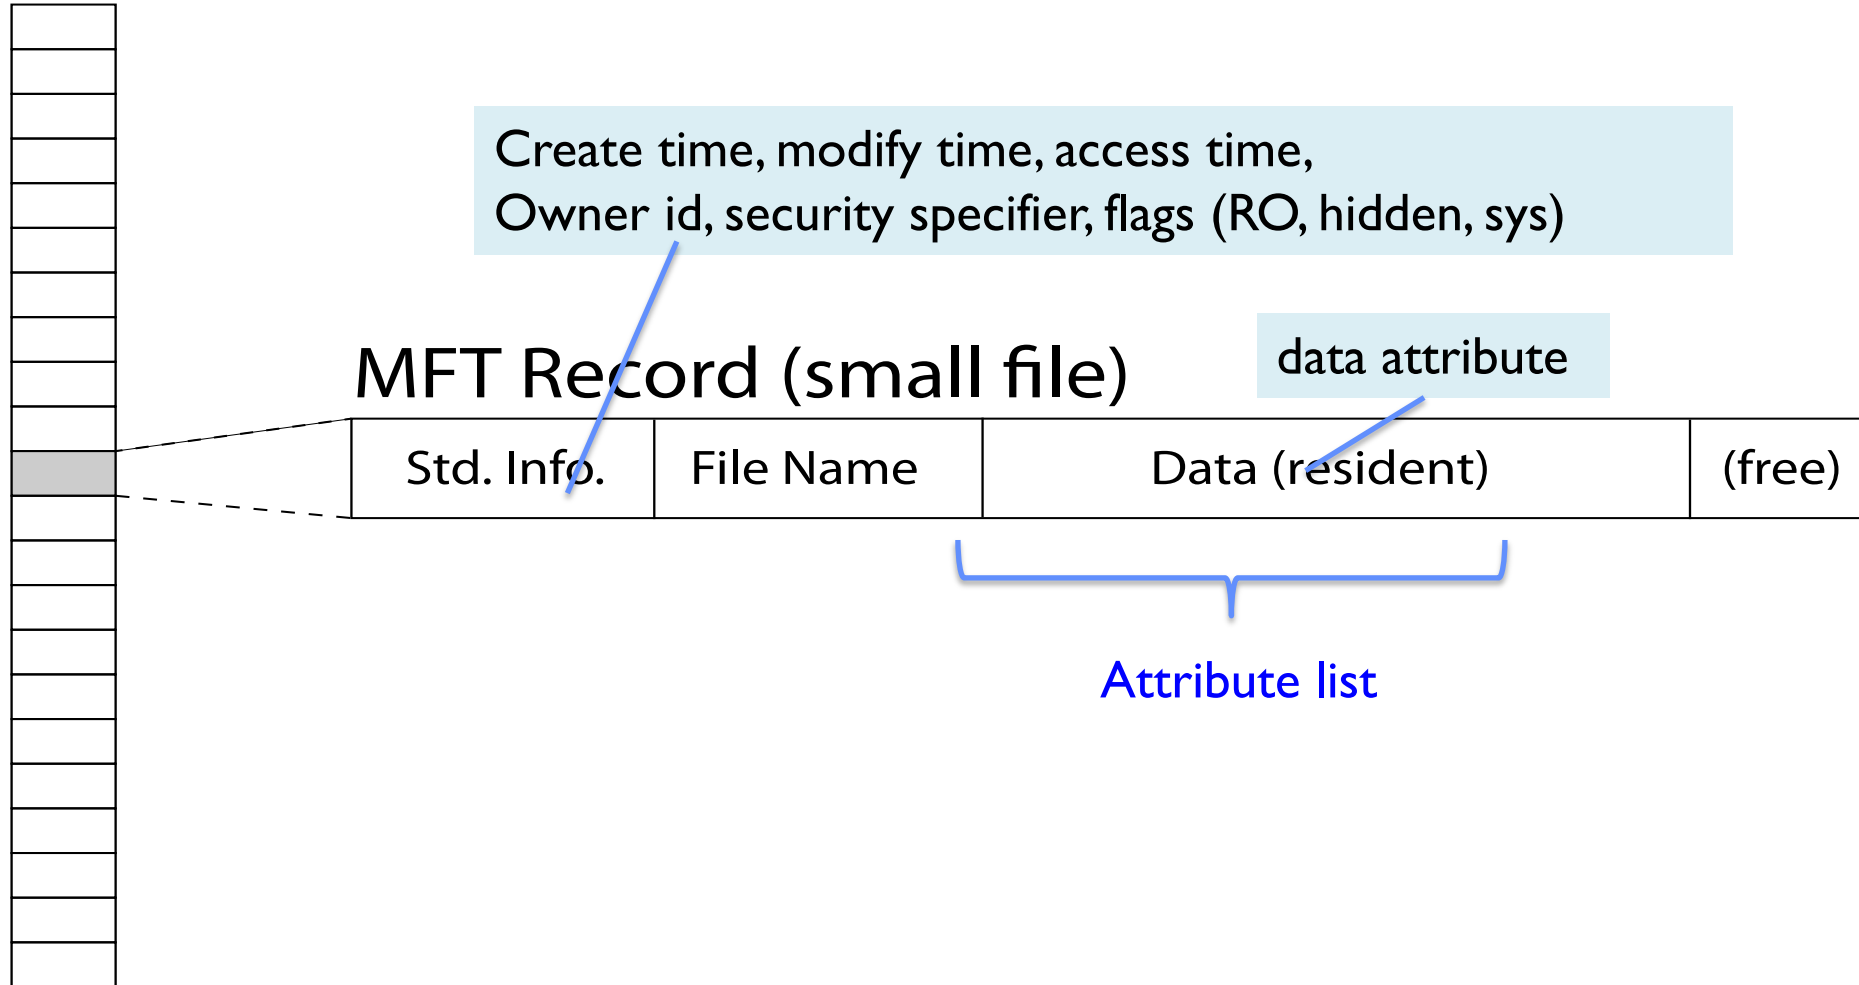 Create time, modify time, access time,
Owner id, security specifier, flags (RO, hidden, sys)
MFT Record (small file)
data attribute
Std. Info.
File Name
Data (resident)
(free)
Attribute list